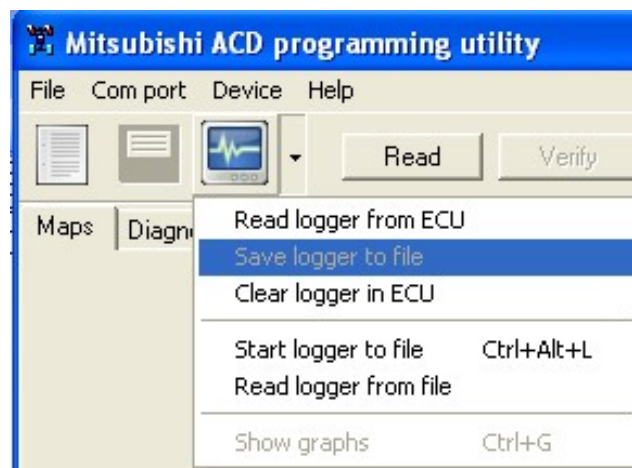 Mitsubishi ACD programming utility
File Com port Device Help
Read Verify
Maps
Read logger from ECU
Save logger to file
Clear logger in ECU
Start logger to file Ctrl+Alt+L
Read logger from file
Show graphs Ctrl+G